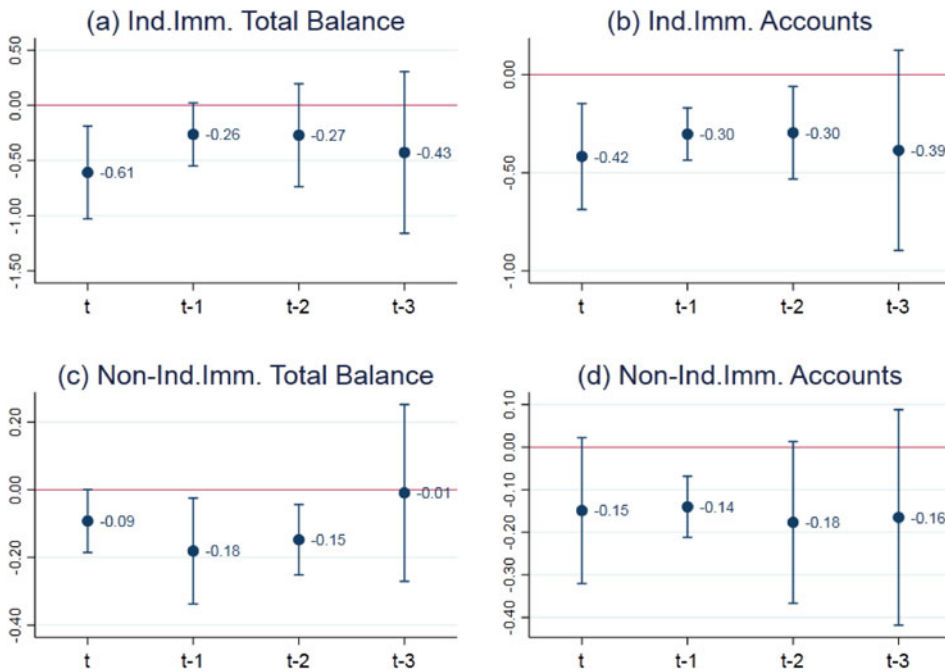 (a) Ind.Imm. Total Balance
0.50
0.00
-0.50
-1.00
-1.50
-0.61
-0.26
-0.27
-0.43
t
t-1
t-2
t-3
(b) Ind.Imm. Accounts
0.00
-0.50
-1.00
-0.42
-0.30
-0.30
-0.39
t
t-1
t-2
t-3
(c) Non-Ind.Imm. Total Balance
0.20
0.00
-0.20
-0.40
-0.09
-0.18
-0.15
-0.01
t
t-1
t-2
t-3
(d) Non-Ind.Imm. Accounts
0.10
0.00
-0.10
-0.20
-0.30
-0.40
-0.15
-0.14
-0.18
-0.16
t
t-1
t-2
t-3